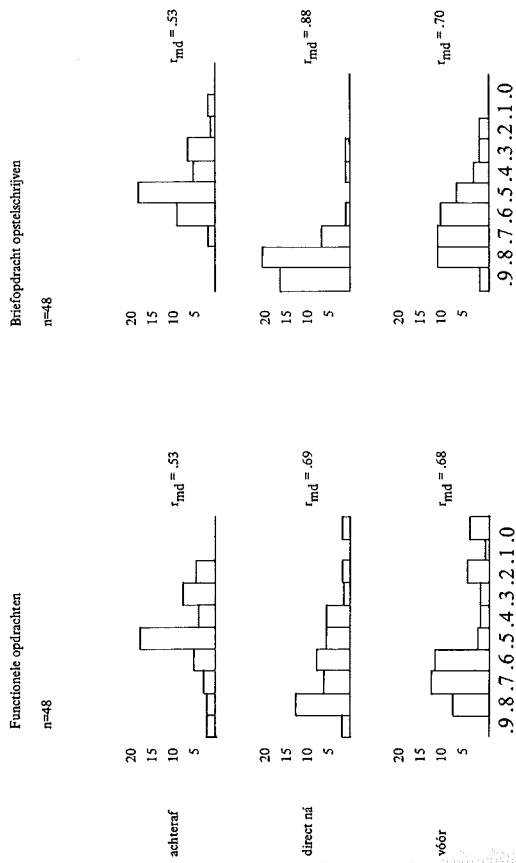 Functionele opdrachten
n=48
achteraf
20
15
10
5
r_md = .53
direct ná
20
15
10
5
r_md = .69
vóór
20
15
10
5
r_md = .68
.9.8.7.6.5.4.3.2.1.0
Briefopdracht opstelschrijven
n=48
20
15
10
5
r_md = .53
20
15
10
5
r_md = .88
20
15
10
5
r_md = .70
.9.8.7.6.5.4.3.2.1.0